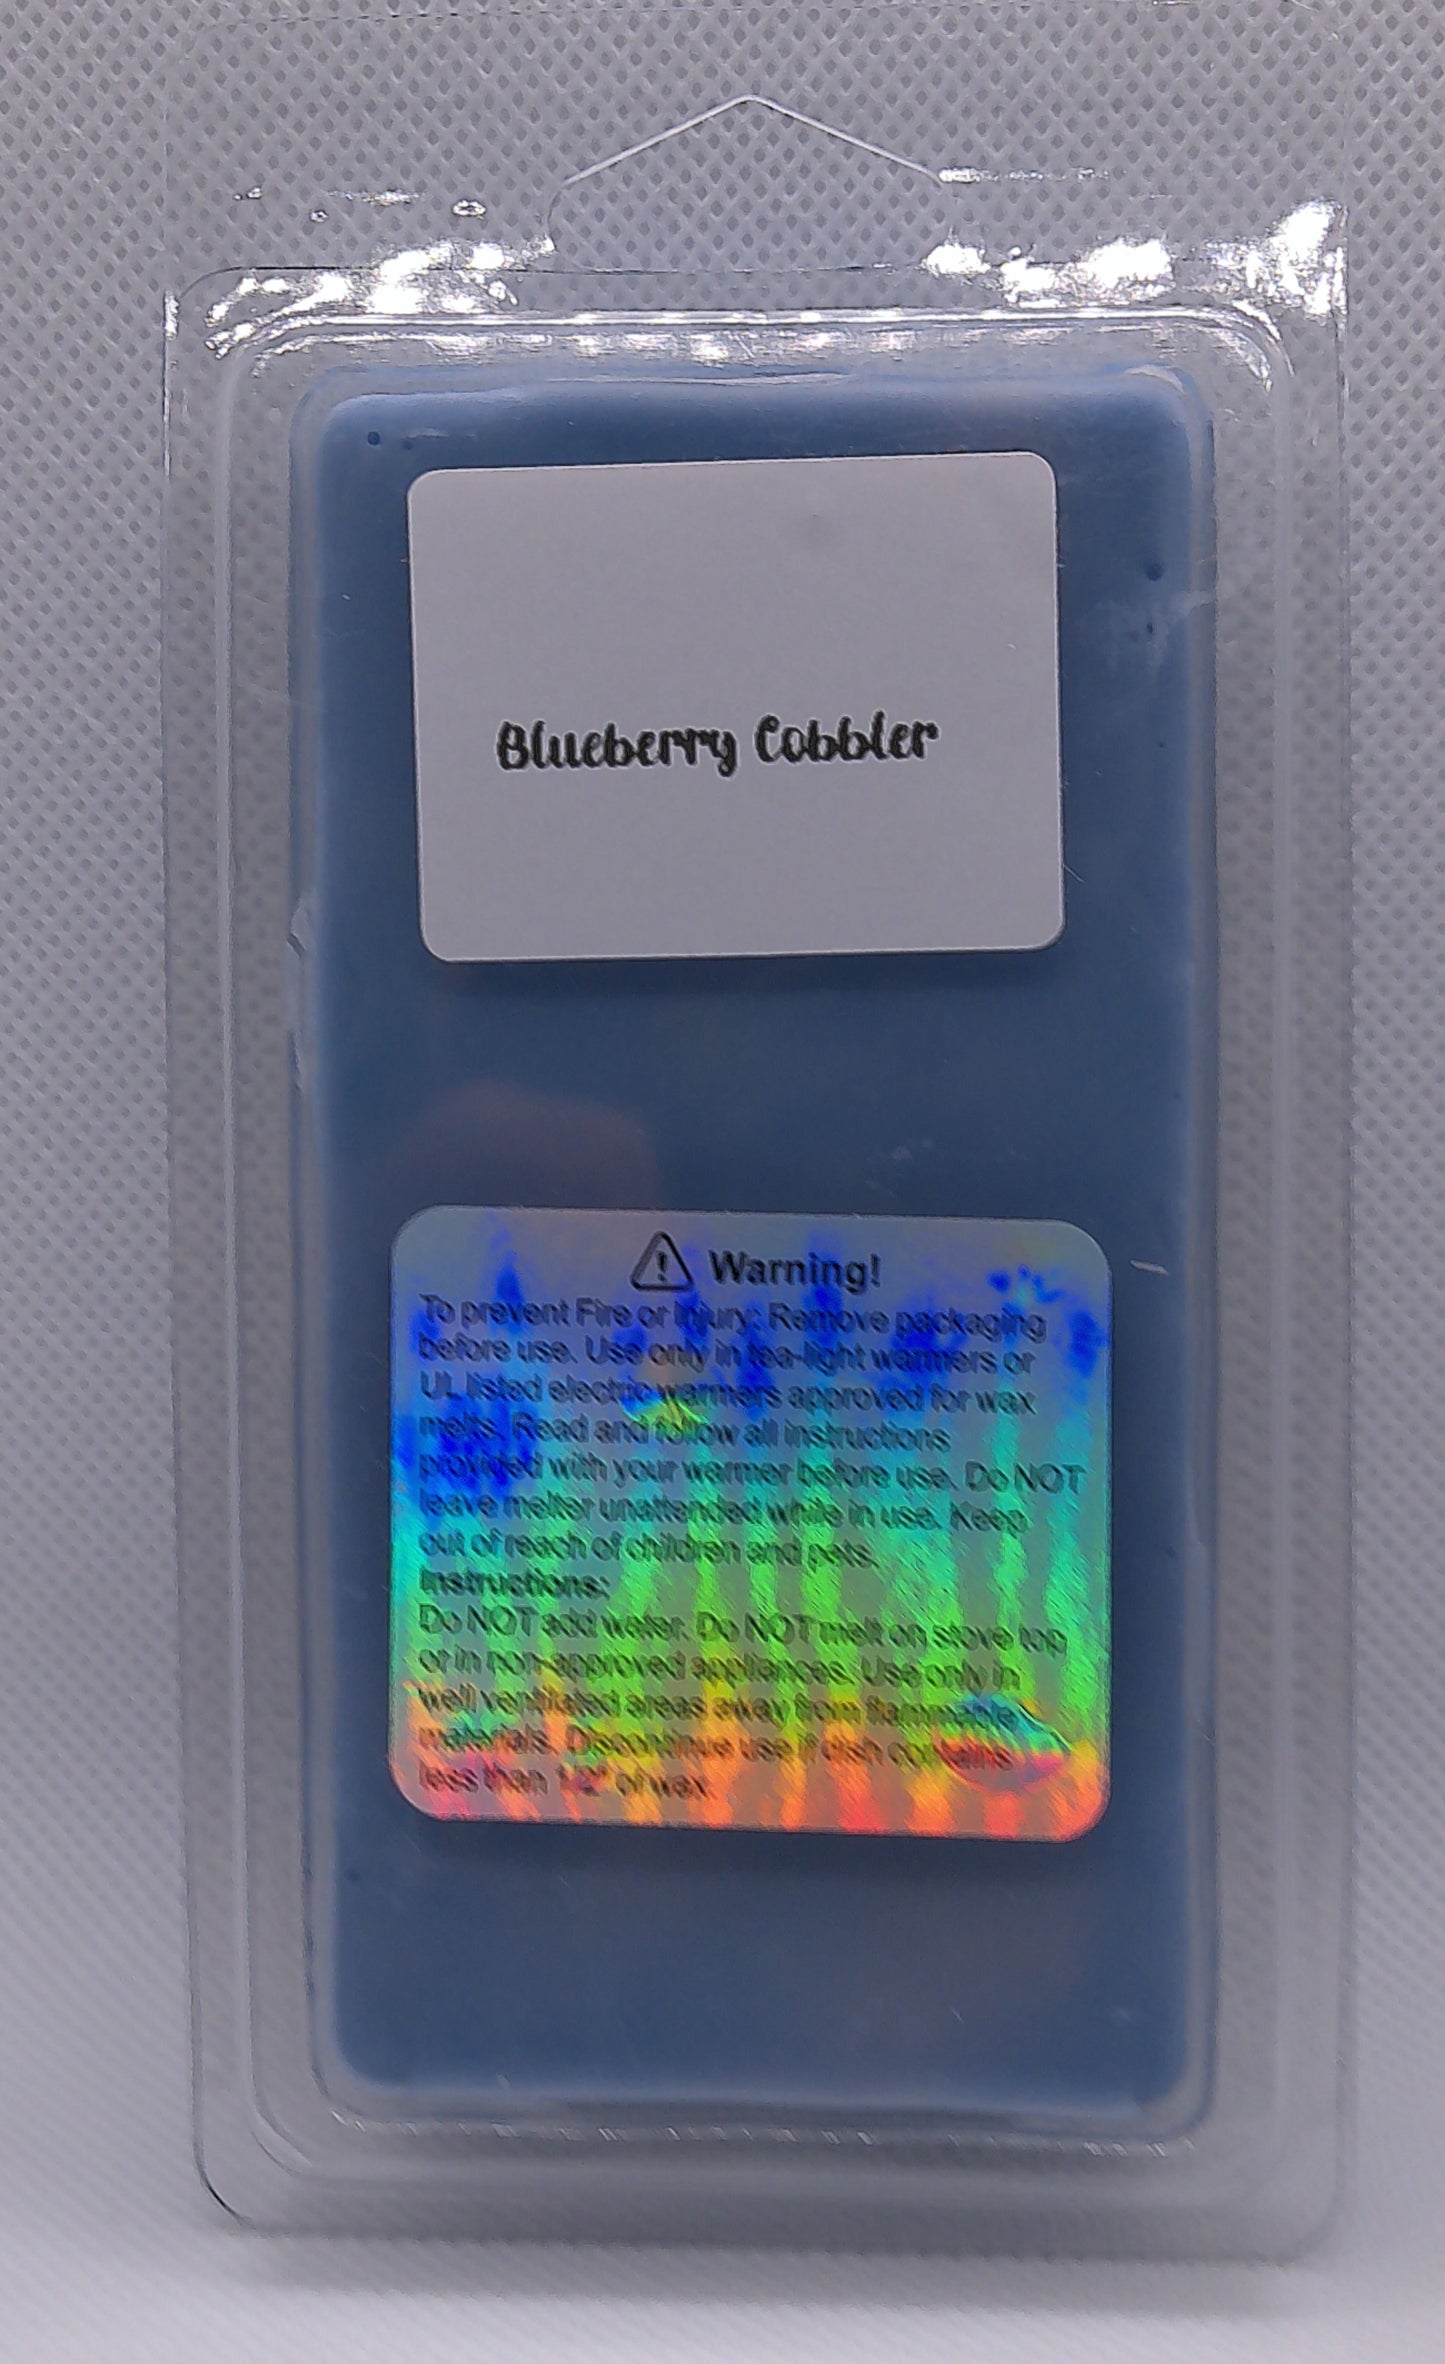 Blueberry Cobbler
Warning!
To prevent Fire or Injury: Remove packaging
before use. Use only in tea-light warmers or
UL listed electric warmers approved for wax
melts. Read and follow all instructions
provided with your warmer before use. Do NOT
leave melter unattended while in use. Keep
out of reach of children and pets.
Instructions:
Do NOT add water. Do NOT melt on stove top
or in non-approved appliances. Use only in
well ventilated areas away from flammable
materials. Discontinue use if dish contains
less than 1/2" of wax.